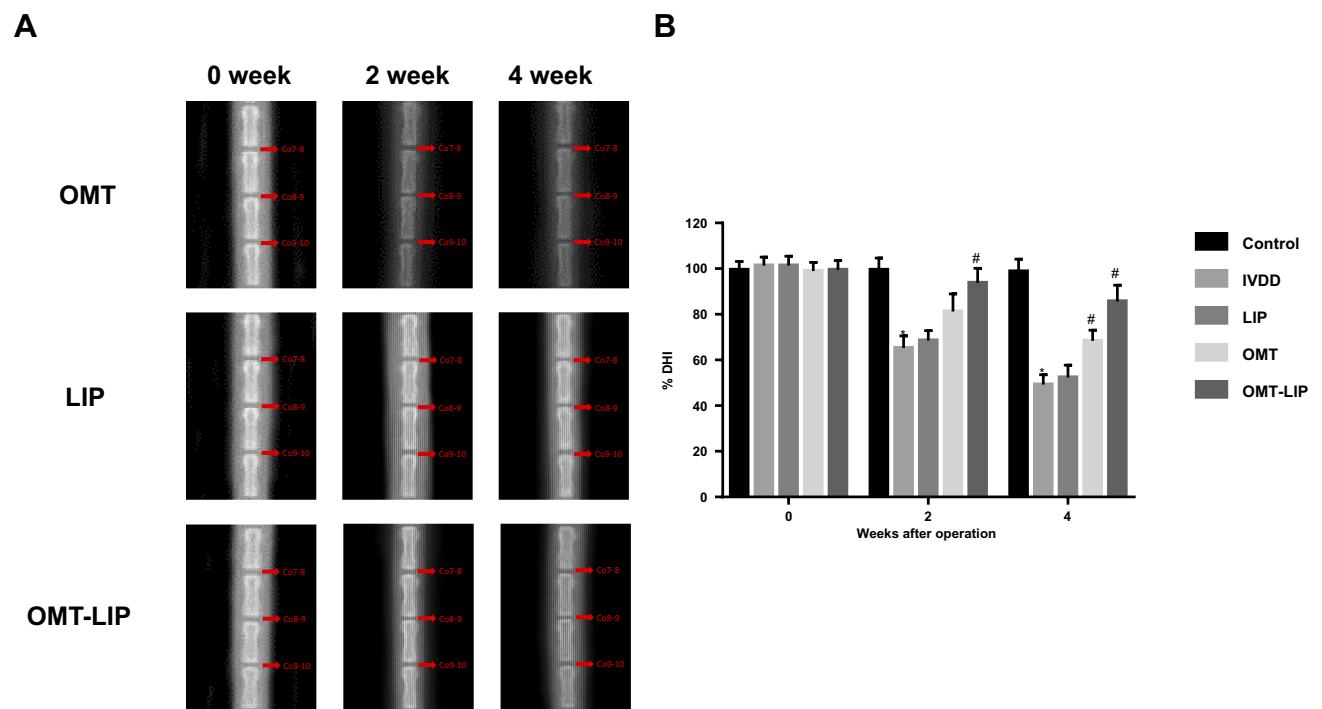 A
B
0 week
2 week
4 week
OMT
Co7-8
Co8-9
Co9-10
Co7-8
Co8-9
Co9-10
Co7-8
Co8-9
Co9-10
LIP
Co7-8
Co8-9
Co9-10
Co7-8
Co8-9
Co9-10
Co7-8
Co8-9
Co9-10
OMT-LIP
Co7-8
Co8-9
Co9-10
Co7-8
Co8-9
Co9-10
Co7-8
Co8-9
Co9-10
% DHI
120
100
80
60
40
20
0
*
#
*
#
#
0
2
4
Weeks after operation
Control
IVDD
LIP
OMT
OMT-LIP